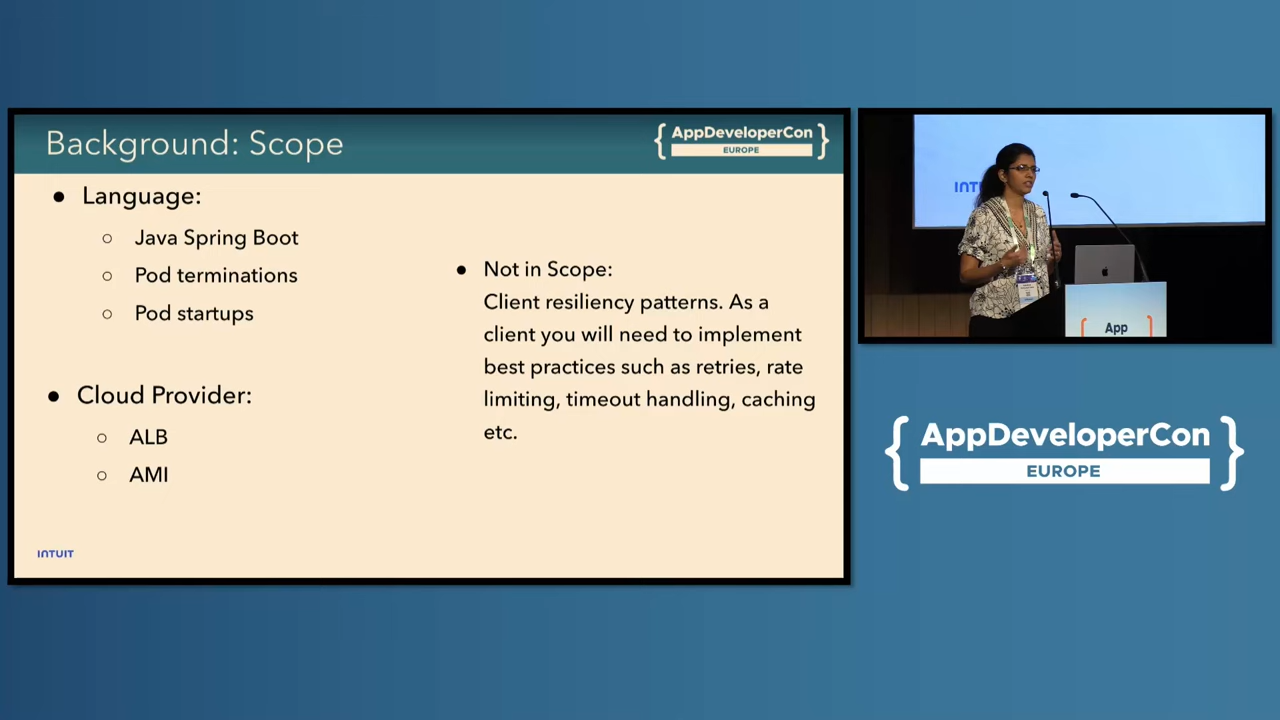 Background: Scope
{ AppDeveloperCon }
EUROPE
● Language:
○ Java Spring Boot
○ Pod terminations
○ Pod startups
● Cloud Provider:
○ ALB
○ AMI
● Not in Scope:
Client resiliency patterns. As a
client you will need to implement
best practices such as retries, rate
limiting, timeout handling, caching
etc.
INTUIT
INT
[ App ]
{ AppDeveloperCon }
EUROPE